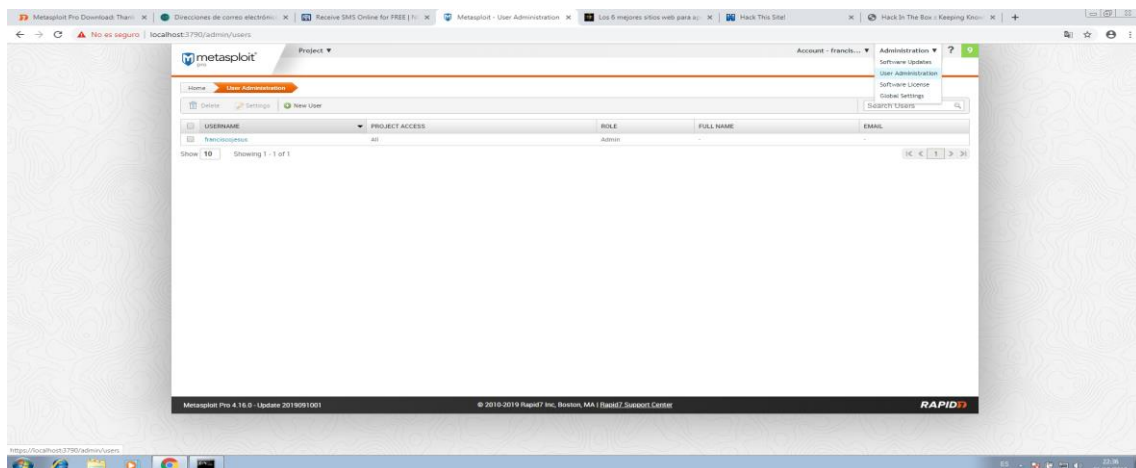 Metasploit Pro Download: Than
Direcciones de correo electrónic
Receive SMS Online for FREE |
Metasploit - User Administration
Los 6 mejores sitios web para
Hack This Site!
Hack In The Box :: Keeping Know
No es seguro | localhost:3790/admin/users
metasploit
pro
Project
Account - francis...
Administration
?
9
Software Updates
User Administration
Software License
Global Settings
Home
User Administration
Delete
Settings
New User
Search Users
USERNAME
PROJECT ACCESS
ROLE
FULL NAME
EMAIL
All
Admin
-
-
Show 10 Showing 1 - 1 of 1
1
Metasploit Pro 4.16.0 - Update 2019091001
© 2010-2019 Rapid7 Inc, Boston, MA | Rapid7 Support Center
RAPID7
https://localhost:3790/admin/users
ES
22:36